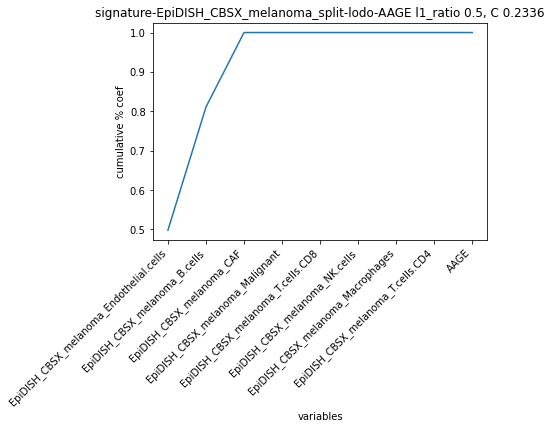 signature-EpiDISH_CBSX_melanoma_split-lodo-AAGE l1_ratio 0.5, C 0.2336
cumulative % coef
1.0
0.9
0.8
0.7
0.6
0.5
EpiDISH_CBSX_melanoma_Endothelial.cells
EpiDISH_CBSX_melanoma_B.cells
EpiDISH_CBSX_melanoma_CAF
EpiDISH_CBSX_melanoma_Malignant
EpiDISH_CBSX_melanoma_T.cells.CD8
EpiDISH_CBSX_melanoma_NK.cells
EpiDISH_CBSX_melanoma_Macrophages
EpiDISH_CBSX_melanoma_T.cells.CD4
AAGE
variables